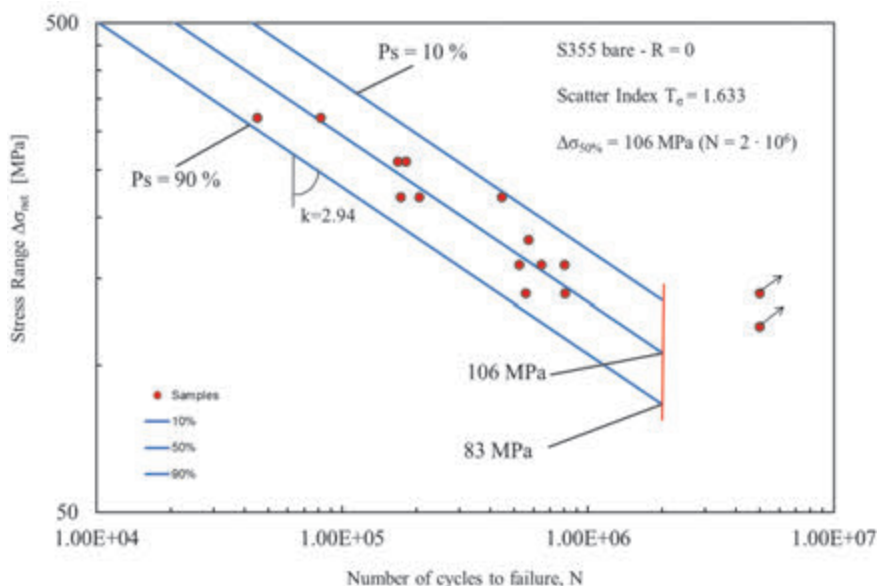 500
Ps = 10 %
S355 bare - R = 0
Scatter Index Tσ = 1.633
Δσ50% = 106 MPa (N = 2 · 10⁶)
Ps = 90 %
k=2.94
Stress Range Δσnet [MPa]
106 MPa
Samples
10%
50%
90%
83 MPa
50
1.00E+04
1.00E+05
1.00E+06
1.00E+07
Number of cycles to failure, N